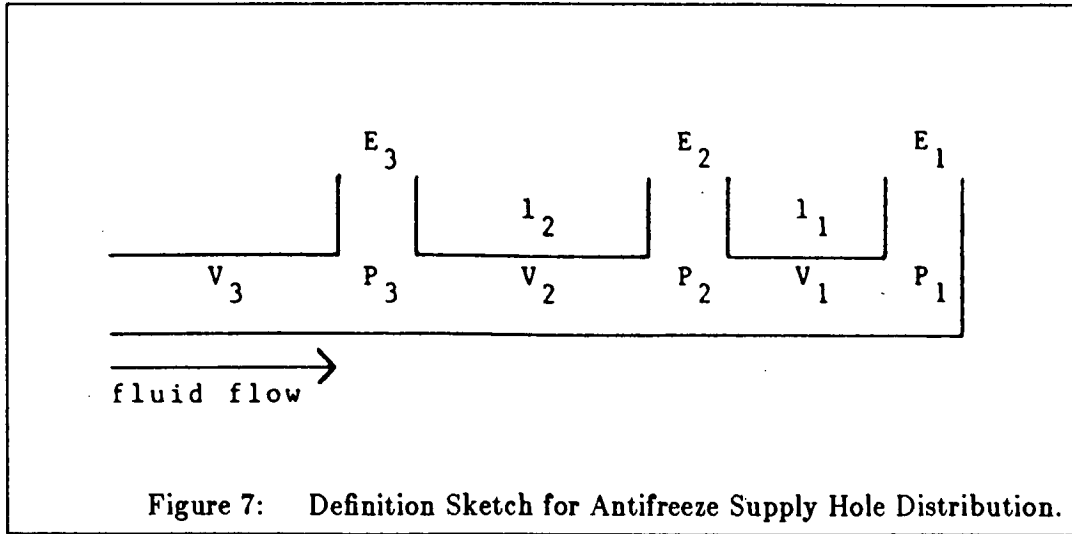 E₃ E₂ E₁
l₂ l₁
V₃ P₃ V₂ P₂ V₁ P₁
fluid flow
Figure 7: Definition Sketch for Antifreeze Supply Hole Distribution.